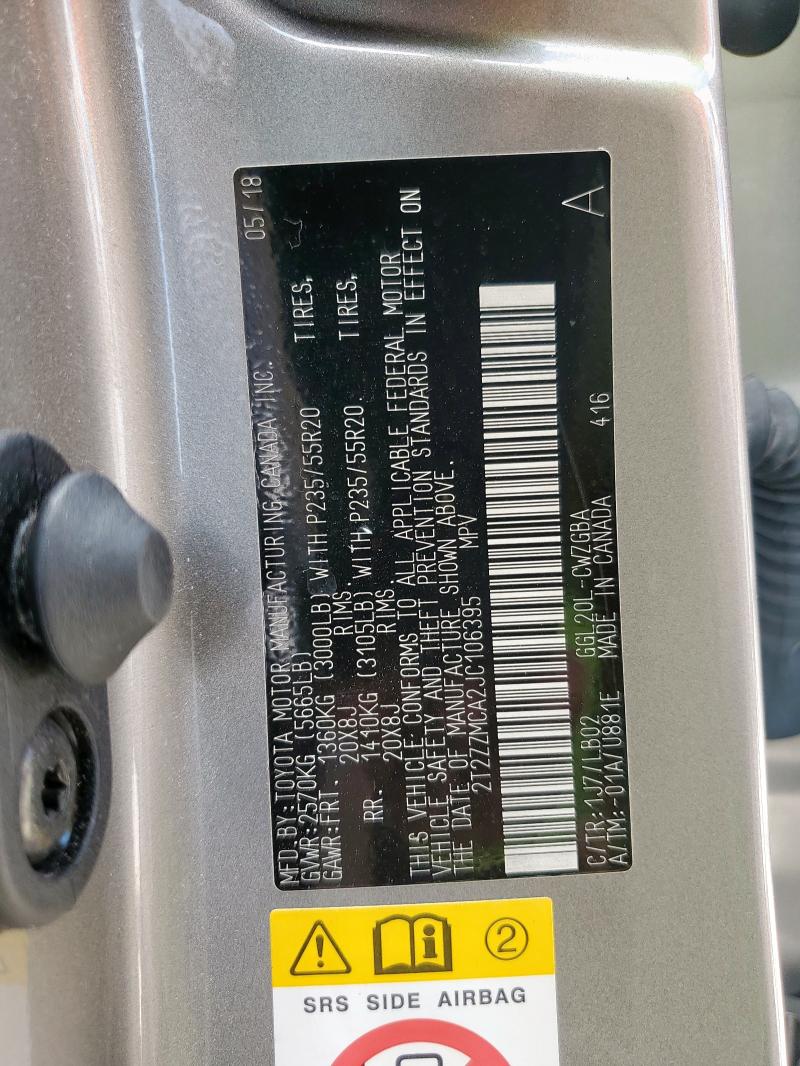 05/18
MFD.BY:TOYOTA MOTOR MANUFACTURING CANADA INC.
GVWR:2570KG (5665LB)
GAWR:FRT. 1360KG (3000LB) WITH P235/55R20 TIRES,
20X8J RIMS
RR. 1410KG (3105LB) WITH P235/55R20 TIRES,
20X8J RIMS.
THIS VEHICLE CONFORMS TO ALL APPLICABLE FEDERAL MOTOR
VEHICLE SAFETY AND THEFT PREVENTION STANDARDS IN EFFECT ON
THE DATE OF MANUFACTURE SHOWN ABOVE.
2T2ZZMCA2JC106395 MPV
A
C/TR:1J7/LB02 GGL20L-CWZGBA
A/TM:-01A/U881E MADE IN CANADA 416
2
SRS SIDE AIRBAG